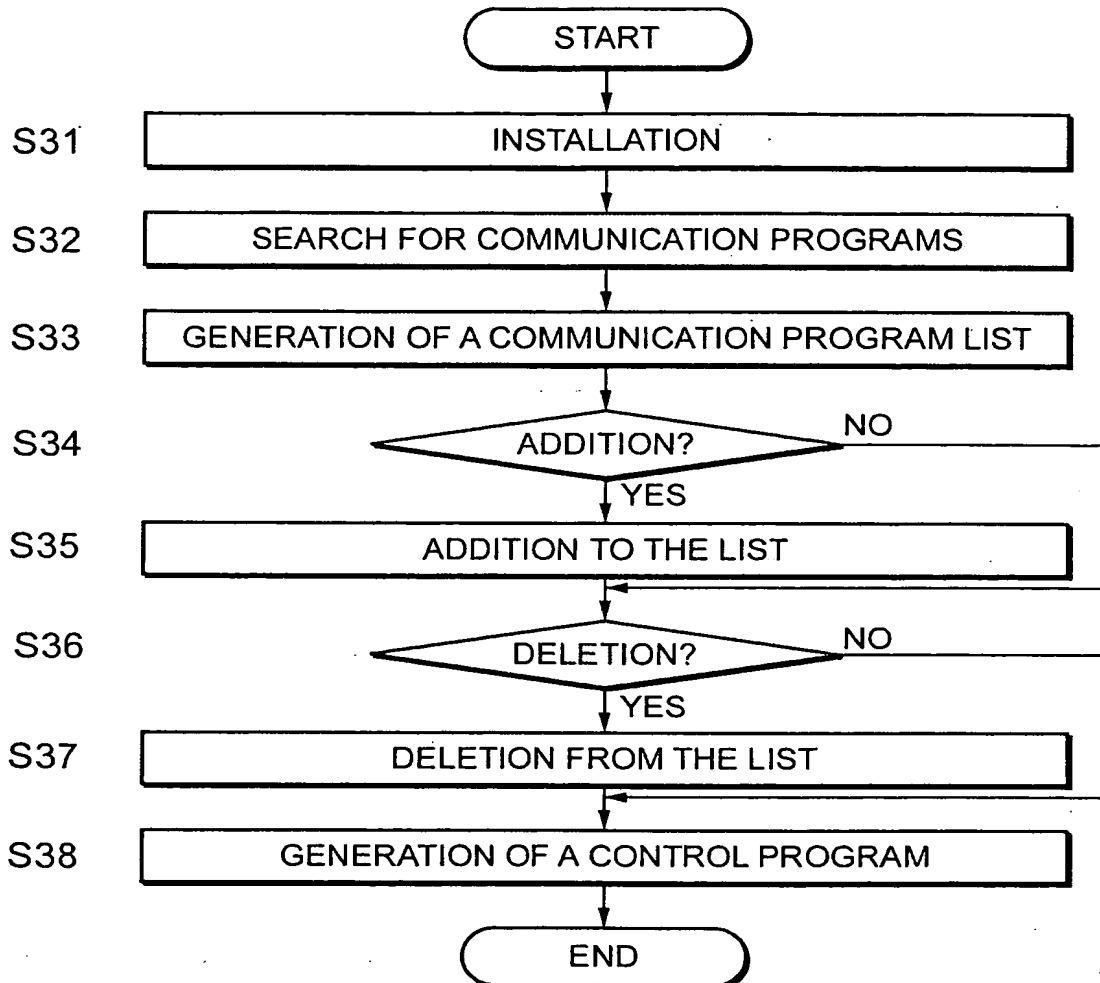 START
S31
INSTALLATION
S32
SEARCH FOR COMMUNICATION PROGRAMS
S33
GENERATION OF A COMMUNICATION PROGRAM LIST
S34
ADDITION?
NO
YES
S35
ADDITION TO THE LIST
S36
DELETION?
NO
YES
S37
DELETION FROM THE LIST
S38
GENERATION OF A CONTROL PROGRAM
END